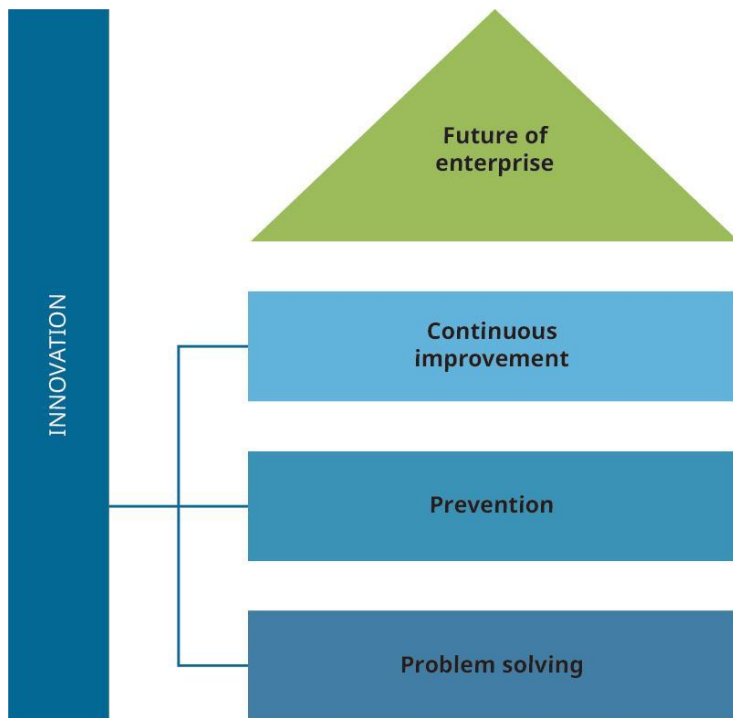 INNOVATION
Future of
enterprise
Continuous
improvement
Prevention
Problem solving